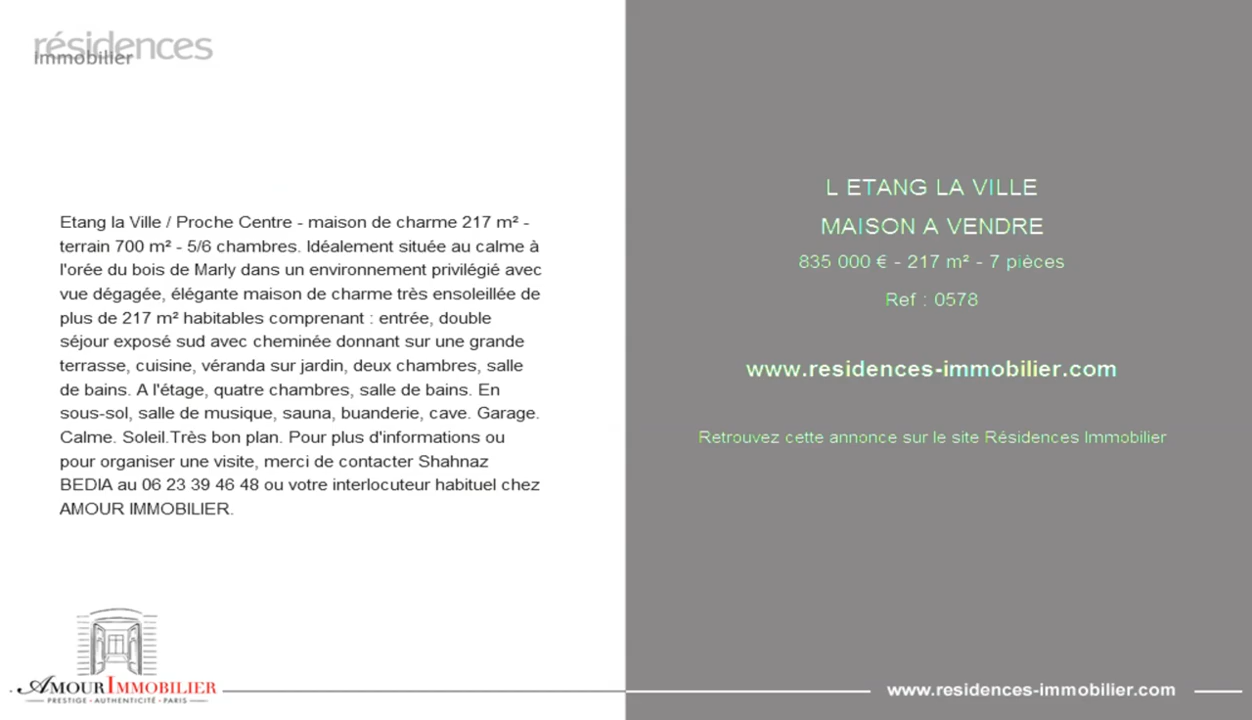 résidences
immobilier
Etang la Ville / Proche Centre - maison de charme 217 m² -
terrain 700 m² - 5/6 chambres. Idéalement située au calme à
l'orée du bois de Marly dans un environnement privilégié avec
vue dégagée, élégante maison de charme très ensoleillée de
plus de 217 m² habitables comprenant : entrée, double
séjour exposé sud avec cheminée donnant sur une grande
terrasse, cuisine, véranda sur jardin, deux chambres, salle
de bains. A l'étage, quatre chambres, salle de bains. En
sous-sol, salle de musique, sauna, buanderie, cave. Garage.
Calme. Soleil.Très bon plan. Pour plus d'informations ou
pour organiser une visite, merci de contacter Shahnaz
BEDIA au 06 23 39 46 48 ou votre interlocuteur habituel chez
AMOUR IMMOBILIER.
AMOUR IMMOBILIER
PRESTIGE - AUTHENTICITÉ - PARIS
L ETANG LA VILLE
MAISON A VENDRE
835 000 € - 217 m² - 7 pièces
Ref : 0578
www.residences-immobilier.com
Retrouvez cette annonce sur le site Résidences Immobilier
www.residences-immobilier.com